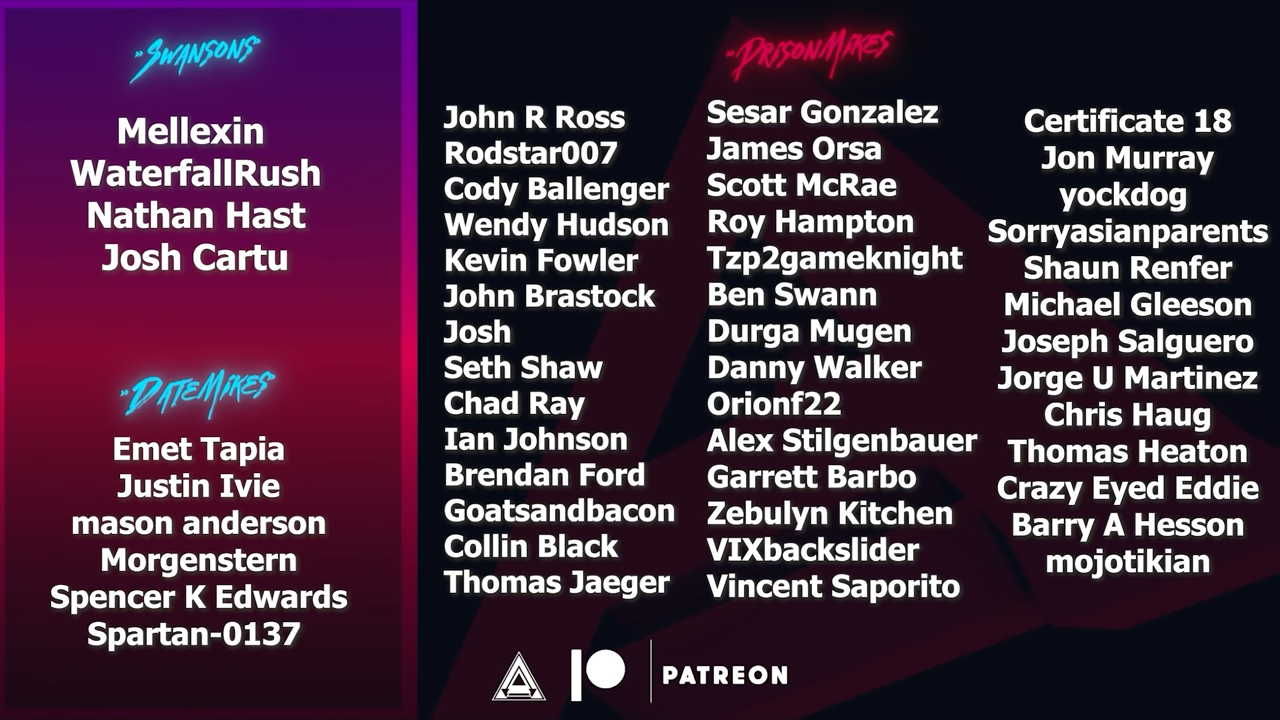 "Swansons"
Mellexin
WaterfallRush
Nathan Hast
Josh Cartu
"DateMikes"
Emet Tapia
Justin Ivie
mason anderson
Morgenstern
Spencer K Edwards
Spartan-0137
"PrisonMikes"
John R Ross
Rodstar007
Cody Ballenger
Wendy Hudson
Kevin Fowler
John Brastock
Josh
Seth Shaw
Chad Ray
Ian Johnson
Brendan Ford
Goatsandbacon
Collin Black
Thomas Jaeger
Sesar Gonzalez
James Orsa
Scott McRae
Roy Hampton
Tzp2gameknight
Ben Swann
Durga Mugen
Danny Walker
Orionf22
Alex Stilgenbauer
Garrett Barbo
Zebulyn Kitchen
VIXbackslider
Vincent Saporito
Certificate 18
Jon Murray
yockdog
Sorryasianparents
Shaun Renfer
Michael Gleeson
Joseph Salguero
Jorge U Martinez
Chris Haug
Thomas Heaton
Crazy Eyed Eddie
Barry A Hesson
mojotikian
PATREON